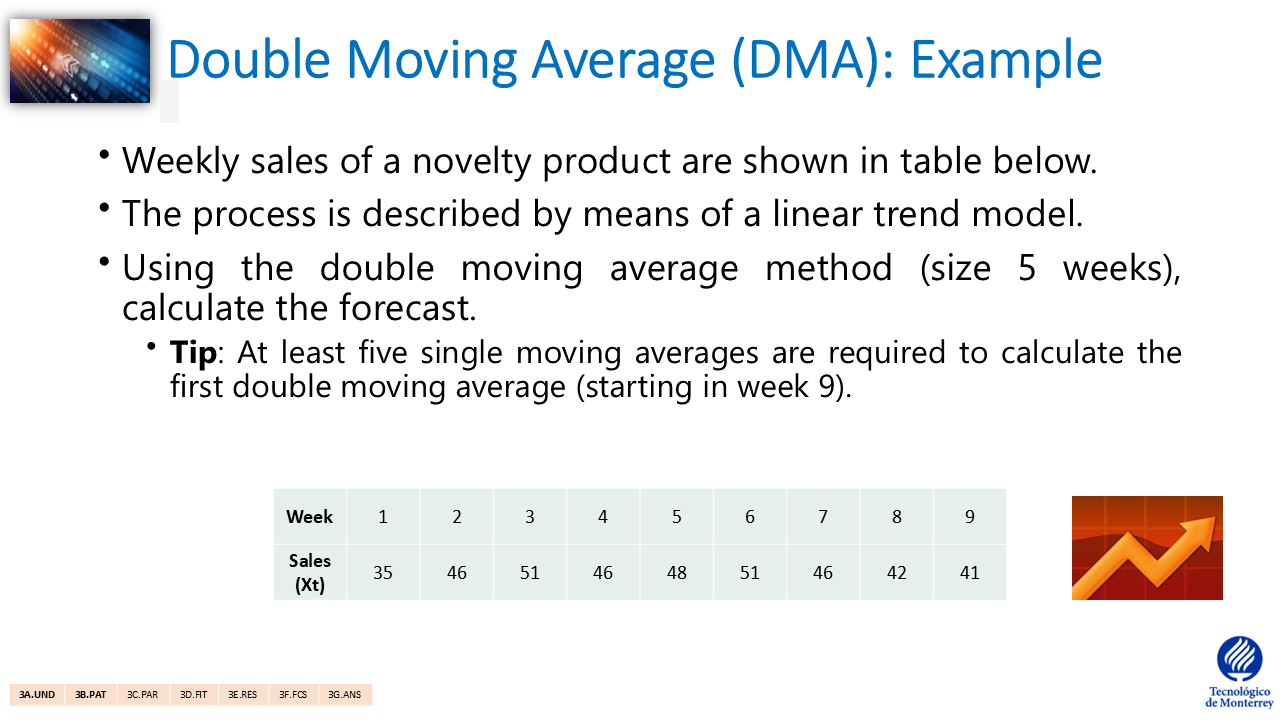 Double Moving Average (DMA): Example
• Weekly sales of a novelty product are shown in table below.
• The process is described by means of a linear trend model.
• Using the double moving average method (size 5 weeks),
calculate the forecast.
• Tip: At least five single moving averages are required to calculate the
first double moving average (starting in week 9).
Week 1 2 3 4 5 6 7 8 9
Sales
(Xt) 35 46 51 46 48 51 46 42 41
3A.UND 3B.PAT 3C.PAR 3D.FIT 3E.RES 3F.FCS 3G.ANS
Tecnológico
de Monterrey